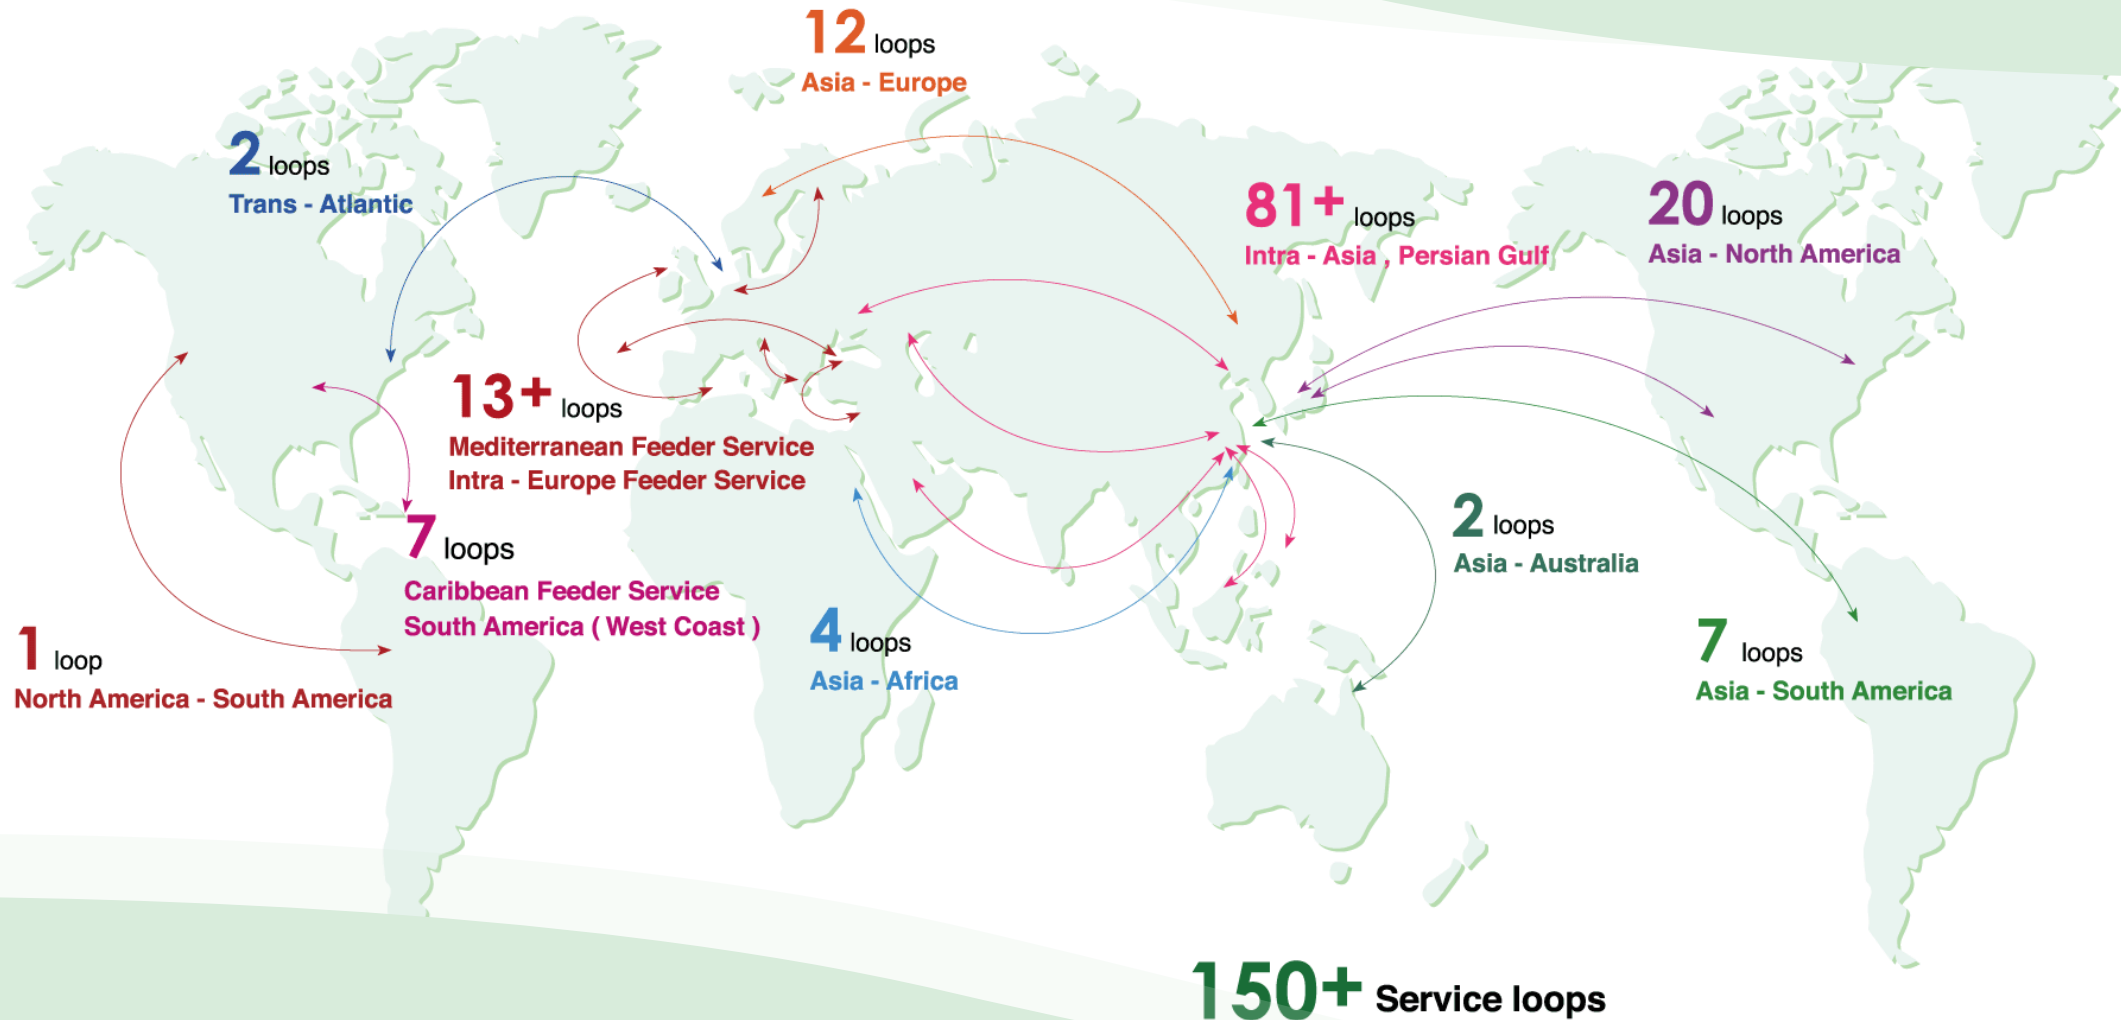 12 loops
Asia - Europe
2 loops
Trans - Atlantic
81+ loops
Intra - Asia , Persian Gulf
20 loops
Asia - North America
13+ loops
Mediterranean Feeder Service
Intra - Europe Feeder Service
7 loops
Caribbean Feeder Service
South America ( West Coast )
2 loops
Asia - Australia
1 loop
North America - South America
4 loops
Asia - Africa
7 loops
Asia - South America
150+ Service loops